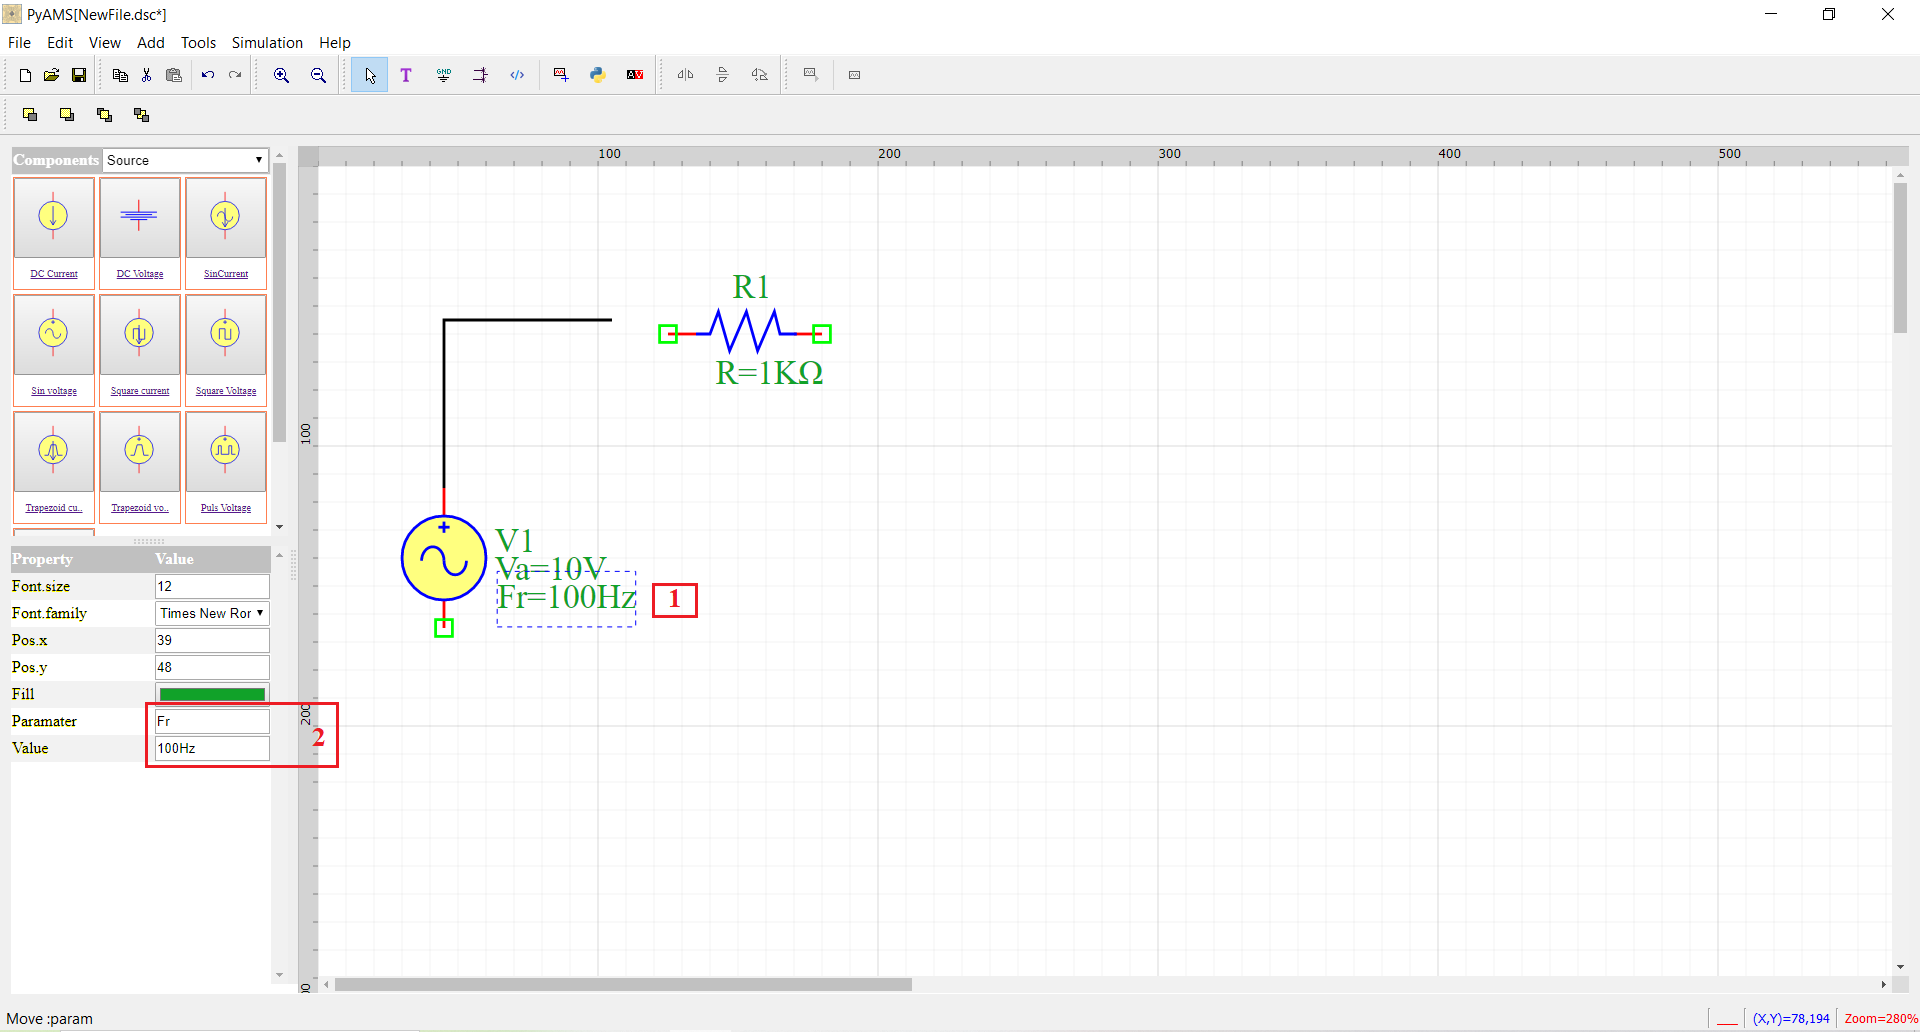 PyAMS[NewFile.dsc*]
File Edit View Add Tools Simulation Help
T GND </> AV
Components Source
DC Current DC Voltage SinCurrent
Sin voltage Square current Square Voltage
Trapezoid cu.. Trapezoid vo.. Puls Voltage
Property Value
Font.size 12
Font.family Times New Ror
Pos.x 39
Pos.y 48
Fill
Paramater Fr
Value 100Hz
2
100 200 300 400 500
100
200
R1
R=1KΩ
V1
Va=10V
Fr=100Hz
1
Move :param
(X,Y)=78,194 Zoom=280%